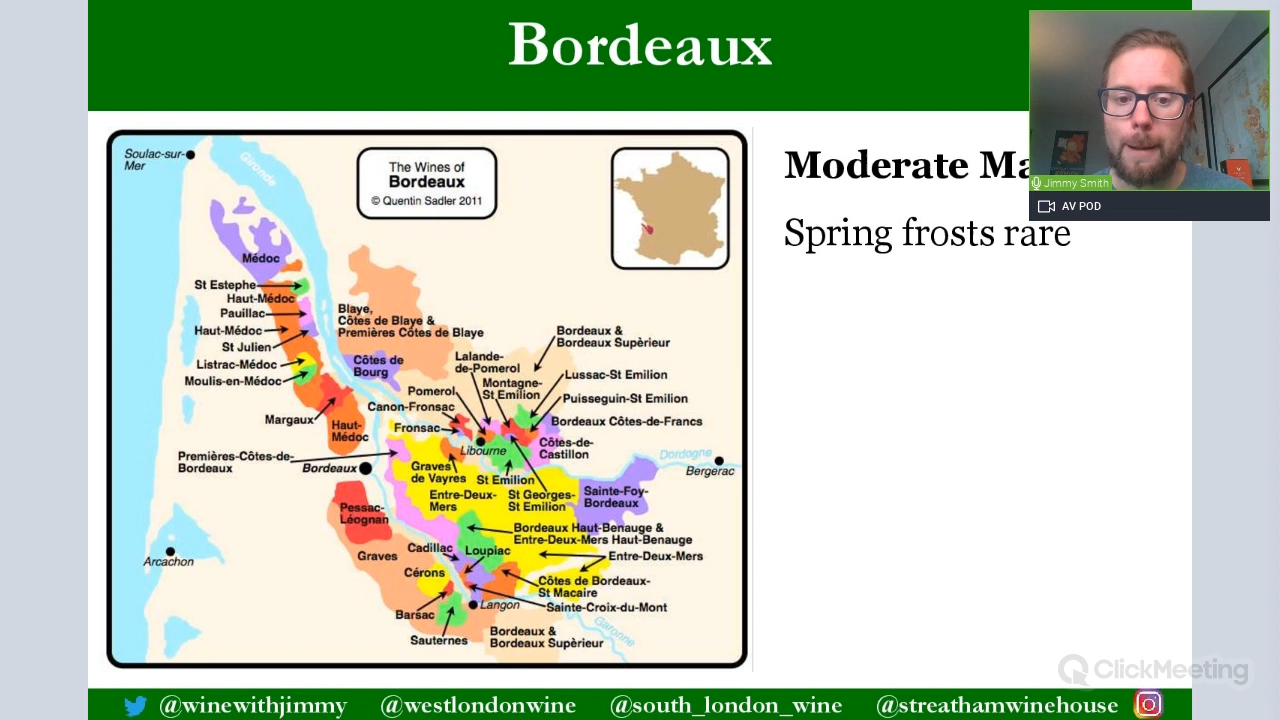 Bordeaux
Jimmy Smith
AV POD
Moderate Ma
Spring frosts rare
The Wines of
Bordeaux
© Quentin Sadler 2011
Soulac-sur-
Mer
Gironde
Médoc
St Estephe
Haut-Médoc
Pauillac
Haut-Médoc
St Julien
Listrac-Médoc
Moulis-en-Médoc
Margaux
Haut-
Médoc
Blaye,
Côtes de Blaye &
Premières Côtes de Blaye
Côtes de
Bourg
Bordeaux &
Bordeaux Supèrieur
Lalande-
de-Pomerol
Montagne-
St Emilion
Lussac-St Emilion
Pomerol
Puisseguin-St Emilion
Canon-Fronsac
Fronsac
Bordeaux Côtes-de-Francs
Libourne
Côtes-de-
Castillon
Dordogne
Bergerac
Premières-Côtes-de-
Bordeaux
Bordeaux
Graves
de Vayres
St Emilion
Entre-Deux-
Mers
St Georges-
St Emilion
Sainte-Foy-
Bordeaux
Pessac-
Léognan
Bordeaux Haut-Benauge &
Entre-Deux-Mers Haut-Benauge
Graves
Cadillac
Loupiac
Entre-Deux-Mers
Arcachon
Cérons
Côtes de Bordeaux-
St Macaire
Barsac
Langon
Sainte-Croix-du-Mont
Sauternes
Bordeaux &
Bordeaux Supèrieur
Garonne
ClickMeeting
@winewithjimmy @westlondonwine @south_london_wine @streathamwinehouse